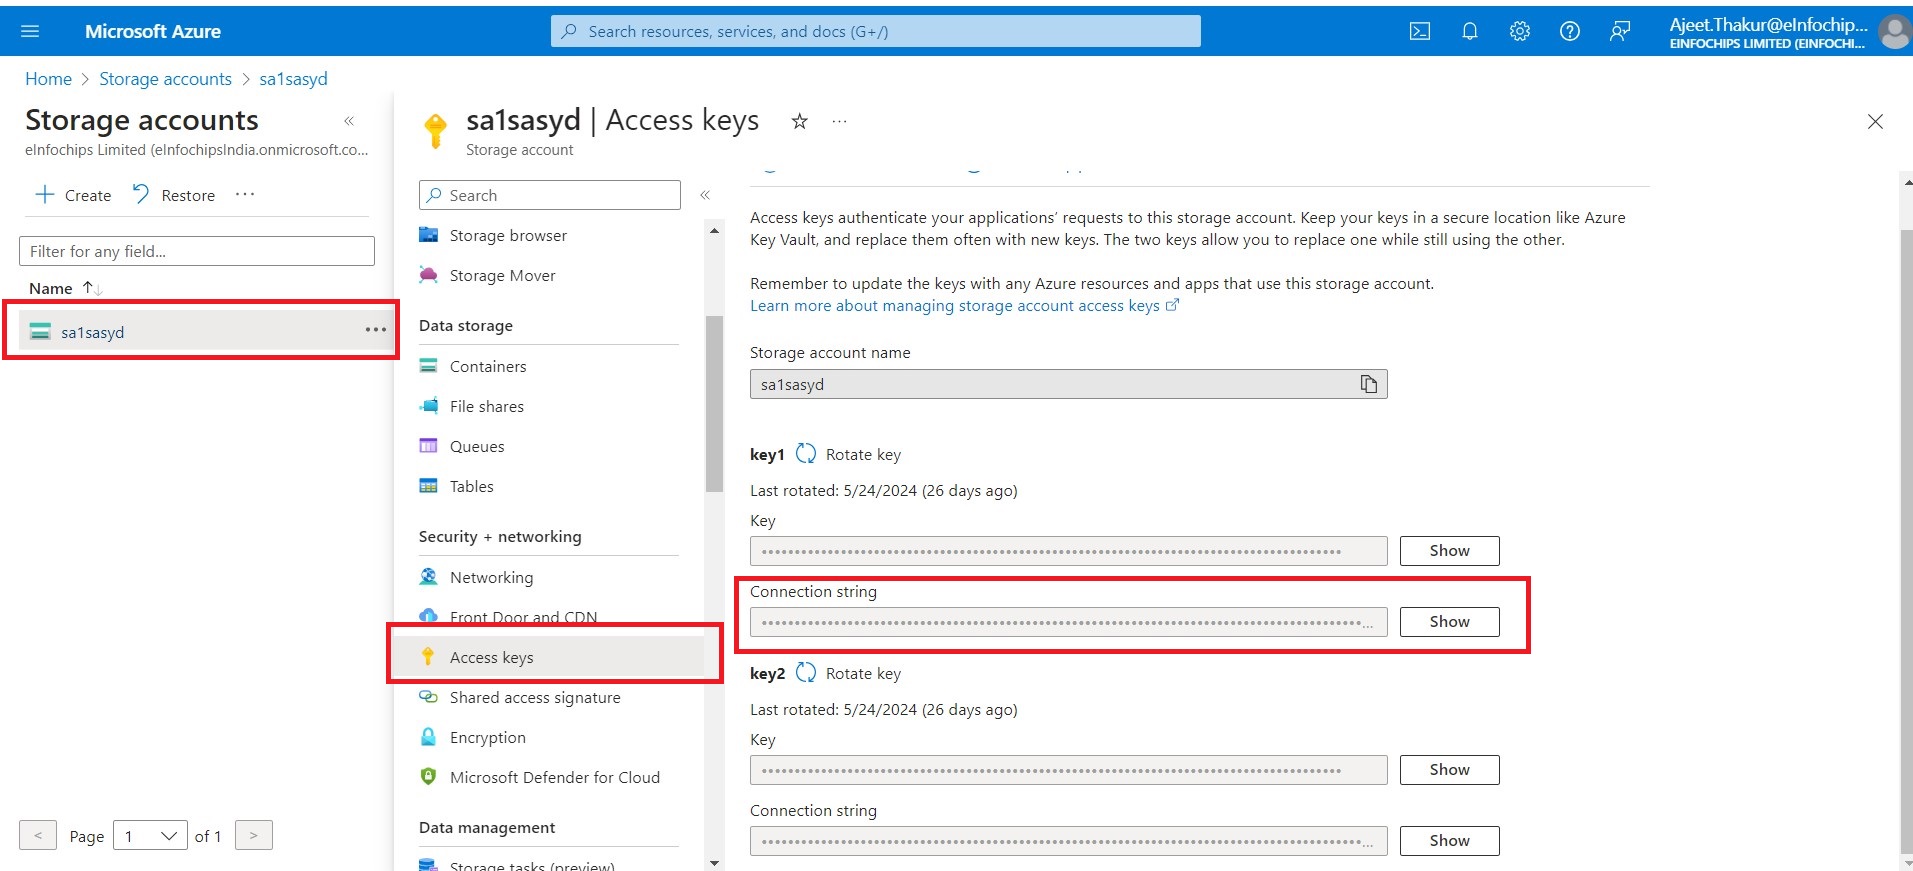 Microsoft Azure
Search resources, services, and docs (G+/)
Ajeet.Thakur@eInfochip...
EINFOCHIPS LIMITED (EINFOCHI...
Home > Storage accounts > sa1sasyd
Storage accounts «
eInfochips Limited (eInfochipsIndia.onmicrosoft.co...
+ Create Restore ...
Filter for any field...
Name ↑↓
sa1sasyd ...
< Page 1 of 1 >
sa1sasyd | Access keys ☆ ...
Storage account
Search «
Storage browser
Storage Mover
Data storage
Containers
File shares
Queues
Tables
Security + networking
Networking
Front Door and CDN
Access keys
Shared access signature
Encryption
Microsoft Defender for Cloud
Data management
Storage tasks (preview)
Access keys authenticate your applications’ requests to this storage account. Keep your keys in a secure location like Azure
Key Vault, and replace them often with new keys. The two keys allow you to replace one while still using the other.
Remember to update the keys with any Azure resources and apps that use this storage account.
Learn more about managing storage account access keys
Storage account name
sa1sasyd
key1 Rotate key
Last rotated: 5/24/2024 (26 days ago)
Key
Show
Connection string
Show
key2 Rotate key
Last rotated: 5/24/2024 (26 days ago)
Key
Show
Connection string
Show